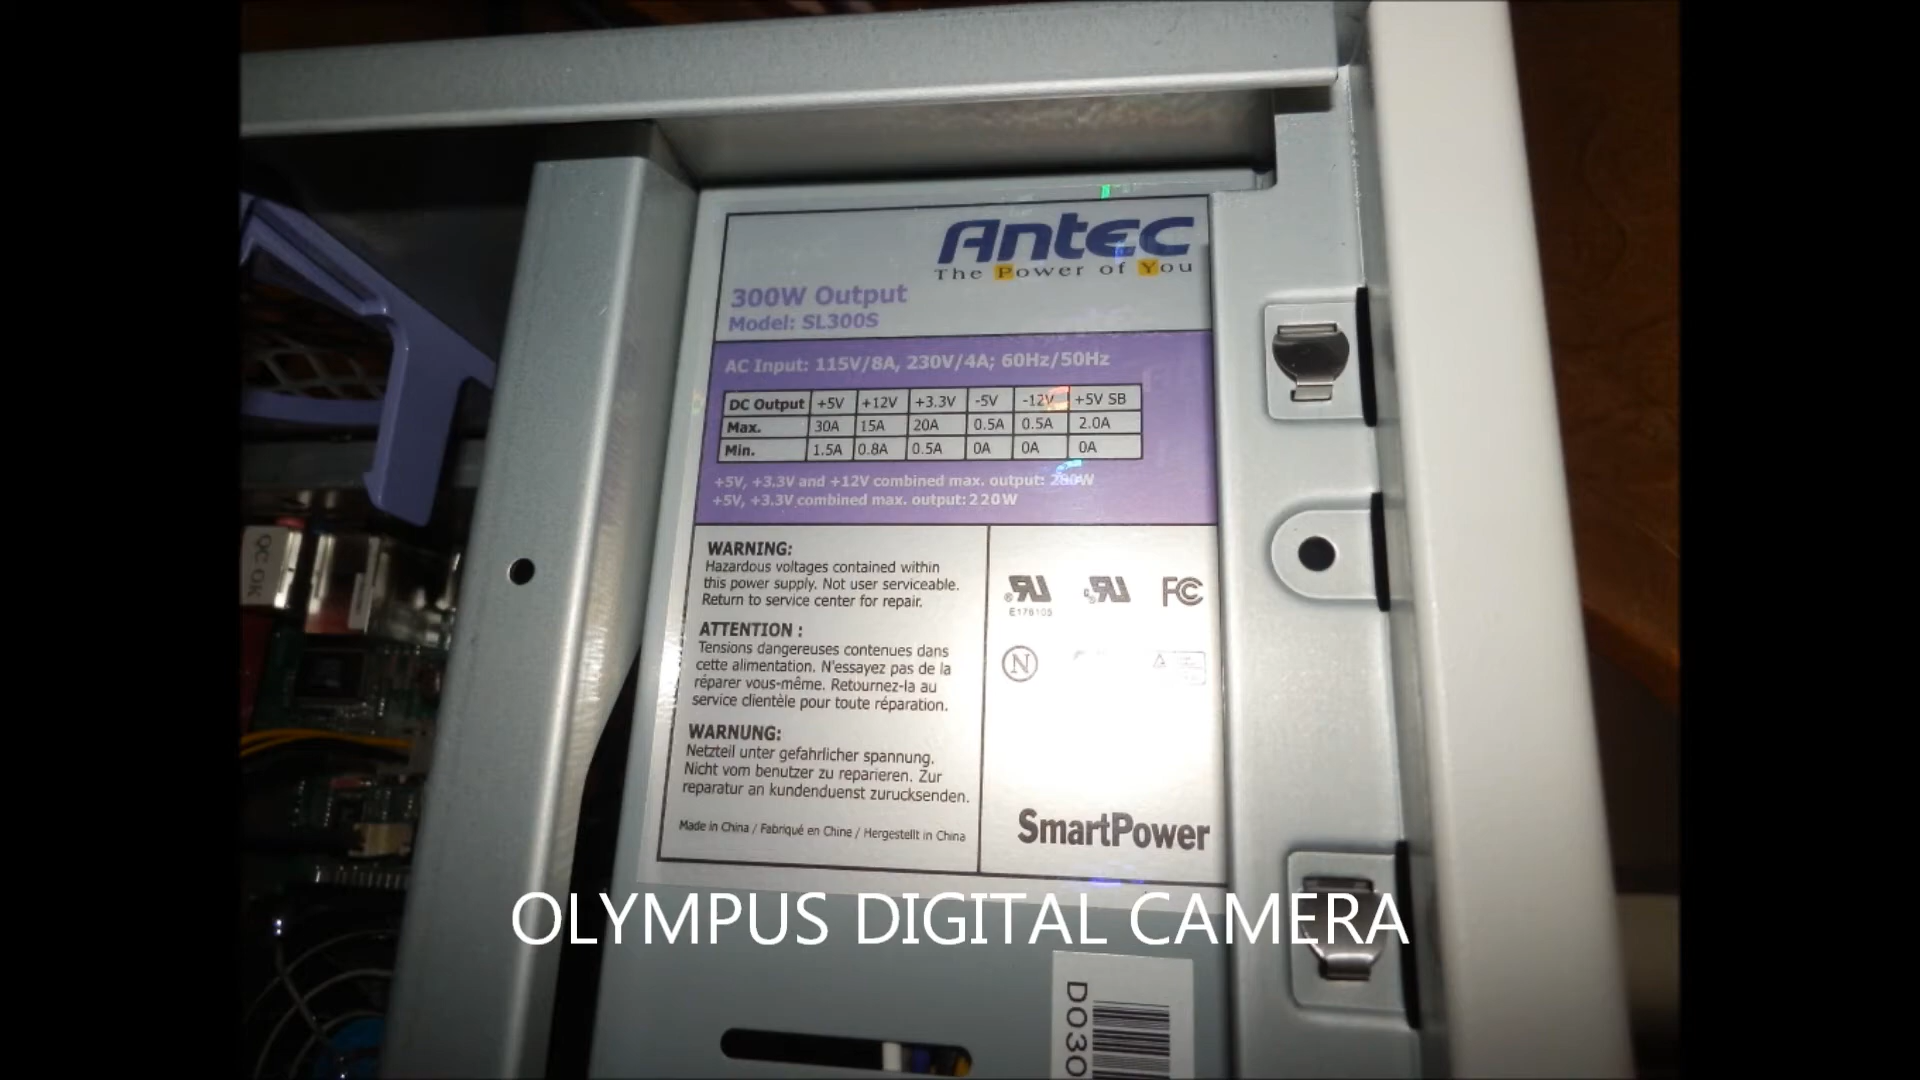 Antec
The Power of You
300W Output
Model: SL300S
AC Input: 115V/8A, 230V/4A; 60Hz/50Hz
DC Output +5V +12V +3.3V -5V -12V +5V SB
Max. 30A 15A 20A 0.5A 0.5A 2.0A
Min. 1.5A 0.8A 0.5A 0A 0A 0A
+5V, +3.3V and +12V combined max. output: 280W
+5V, +3.3V combined max. output: 220W
WARNING:
Hazardous voltages contained within
this power supply. Not user serviceable.
Return to service center for repair.
ATTENTION :
Tensions dangereuses contenues dans
cette alimentation. N'essayez pas de la
réparer vous-même. Retournez-la au
service clientèle pour toute réparation.
WARNUNG:
Netzteil unter gefahrlicher spannung.
Nicht vom benutzer zu reparieren. Zur
reparatur an kundenduenst zurucksenden.
Made in China / Fabriqué en Chine / Hergestellt in China
FC
N
SmartPower
QC OK
OLYMPUS DIGITAL CAMERA
D030